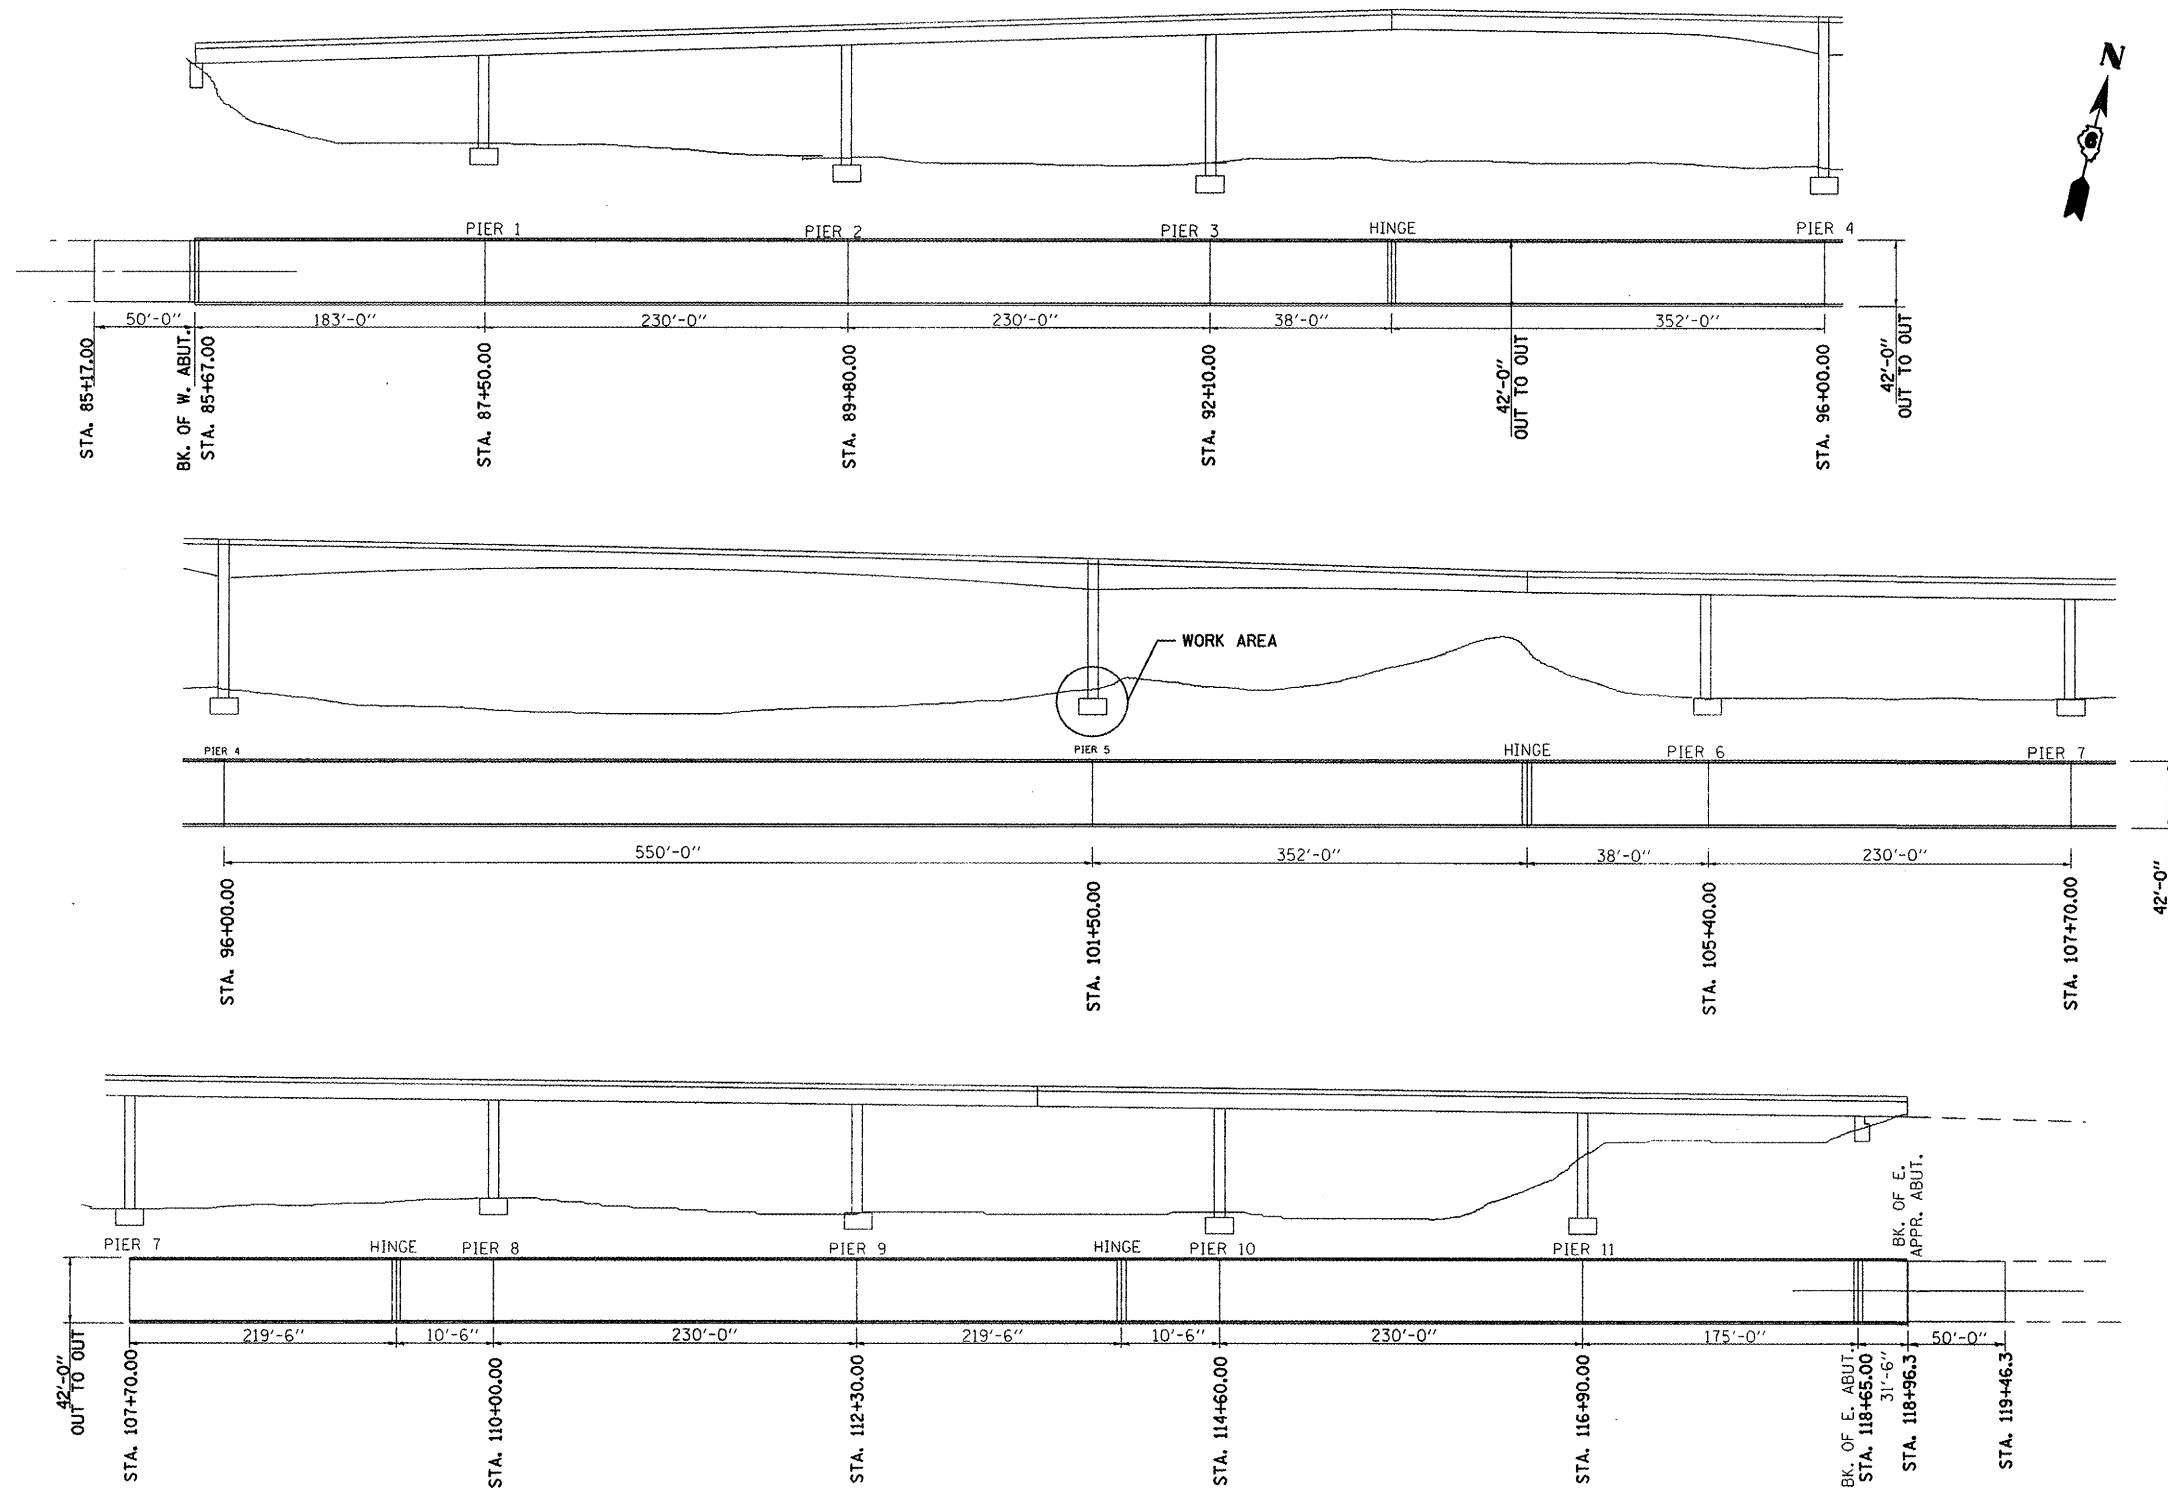 N
6
PIER 1
PIER 2
PIER 3
HINGE
PIER 4
50'-0"
183'-0"
230'-0"
230'-0"
38'-0"
352'-0"
STA. 85+17.00
BK. OF W. ABUT.
STA. 85+67.00
STA. 87+50.00
STA. 89+80.00
STA. 92+10.00
42'-0"
OUT TO OUT
STA. 96+00.00
42'-0"
OUT TO OUT
WORK AREA
PIER 4
PIER 5
HINGE
PIER 6
PIER 7
550'-0"
352'-0"
38'-0"
230'-0"
STA. 96+00.00
STA. 101+50.00
STA. 105+40.00
STA. 107+70.00
42'-0"
BK. OF E.
APPR. ABUT.
PIER 7
HINGE
PIER 8
PIER 9
HINGE
PIER 10
PIER 11
219'-6"
10'-6"
230'-0"
219'-6"
10'-6"
230'-0"
175'-0"
50'-0"
42'-0"
OUT TO OUT
STA. 107+70.00
STA. 110+00.00
STA. 112+30.00
STA. 114+60.00
STA. 116+90.00
BK. OF E. ABUT.
STA. 118+65.00
31'-6"
STA. 118+96.3
STA. 119+46.3